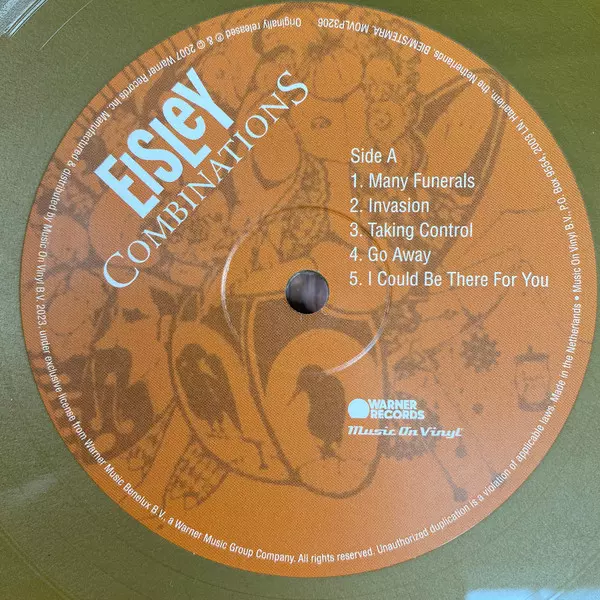 EISLEY
COMBINATIONS
Side A
1. Many Funerals
2. Invasion
3. Taking Control
4. Go Away
5. I Could Be There For You
WARNER
RECORDS
Music On Vinyl
Originally released ℗ & © 2007 Warner Records Inc. Manufactured & distributed by Music On Vinyl B.V. 2023, under exclusive license from Warner Music Benelux B.V., a Warner Music Group Company. All rights reserved. Unauthorized duplication is a violation of applicable laws. Made in the Netherlands • Music On Vinyl B.V., P.O. Box 9554, 2003 LN, Haarlem, the Netherlands. BIEM/STEMRA. MOVLP3206